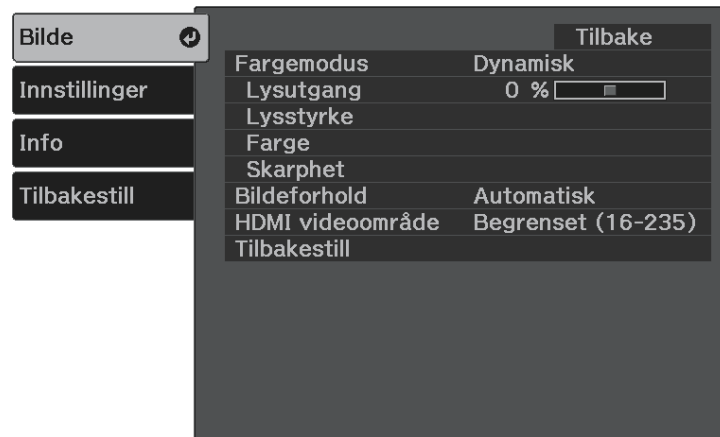 Bilde
Innstillinger
Info
Tilbakestill
Tilbake
Fargemodus Dynamisk
Lysutgang 0 %
Lysstyrke
Farge
Skarphet
Bildeforhold Automatisk
HDMI videoområde Begrenset (16-235)
Tilbakestill